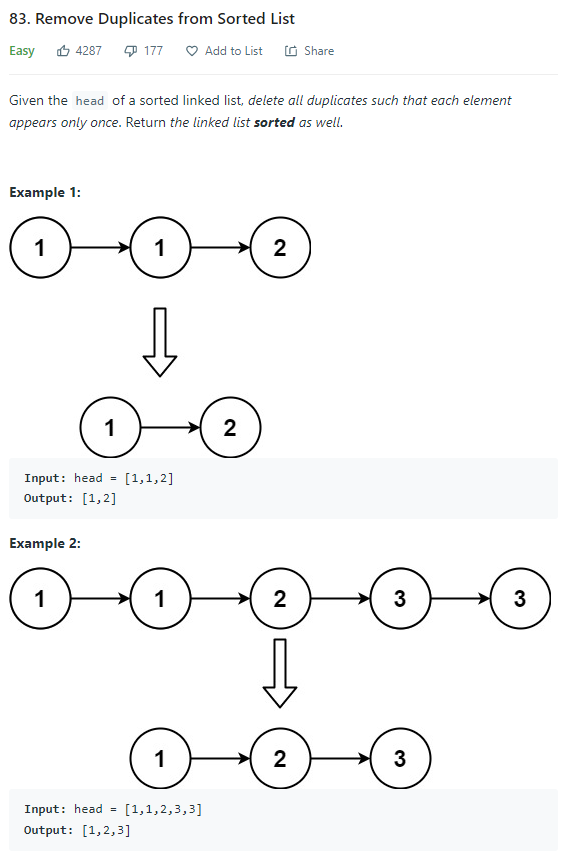 83. Remove Duplicates from Sorted List
Easy 4287 177 Add to List Share
Given the head of a sorted linked list, delete all duplicates such that each element
appears only once. Return the linked list sorted as well.
Example 1:
1 1 2
1 2
Input: head = [1,1,2]
Output: [1,2]
Example 2:
1 1 2 3 3
1 2 3
Input: head = [1,1,2,3,3]
Output: [1,2,3]